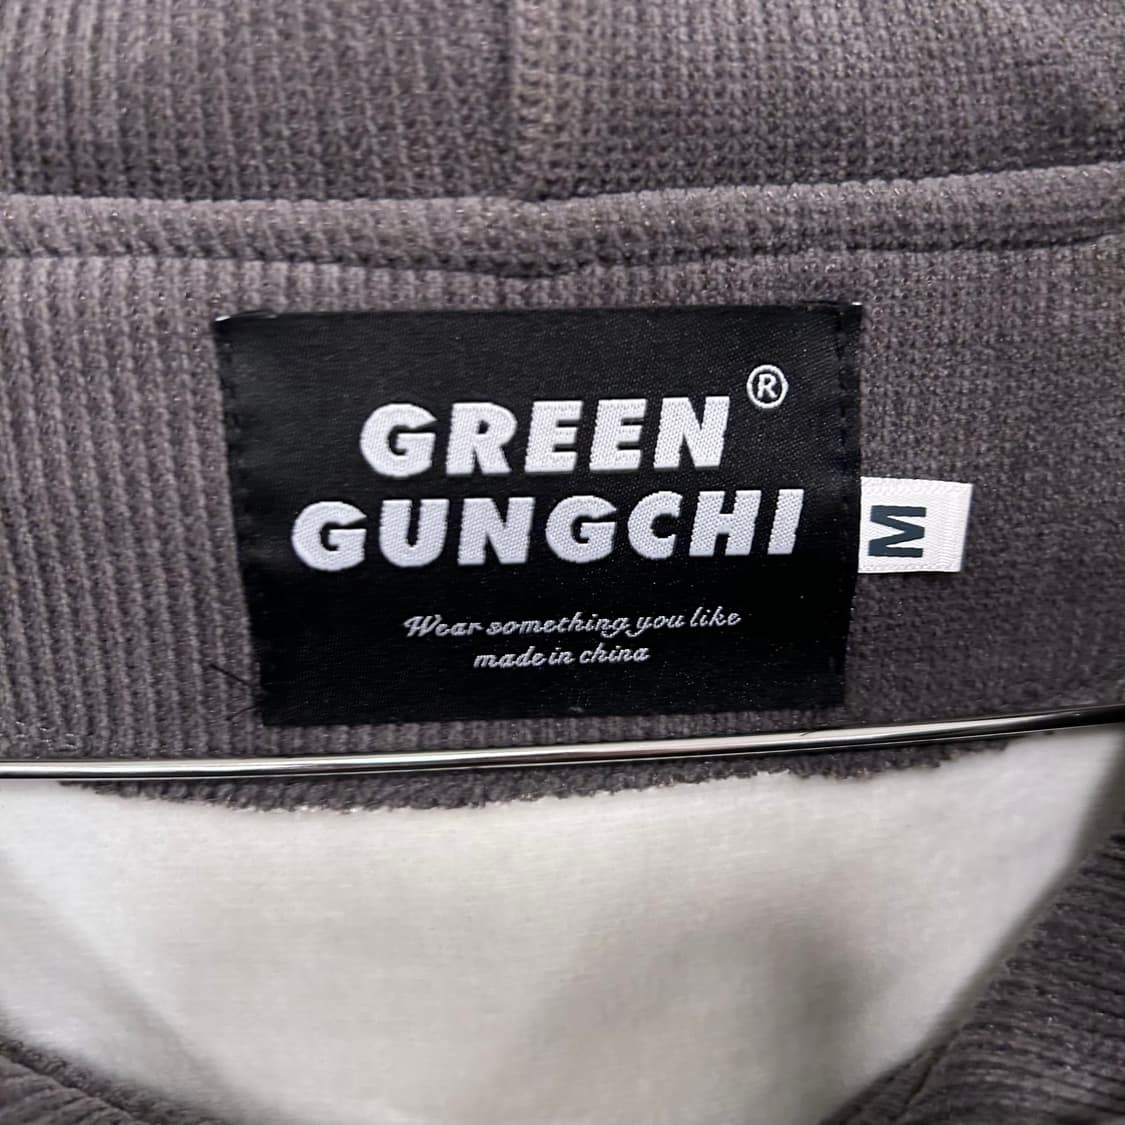 GREEN ®
GUNGCHI
Wear something you like
made in china
M